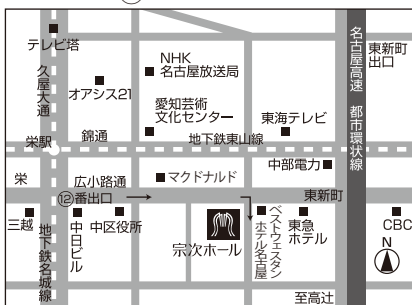 テレビ塔
久屋大通
オアシス21
NHK
名古屋放送局
愛知芸術
文化センター
東海テレビ
名古屋高速 都市環状線
東新町
出口
栄駅
錦通
地下鉄東山線
中部電力
栄
広小路通
マクドナルド
東新町
⑫番出口
三越
地下鉄名城線
中日ビル
中区役所
宗次ホール
ベストウェスタン
ホテル名古屋
東急
ホテル
CBC
N
至高辻